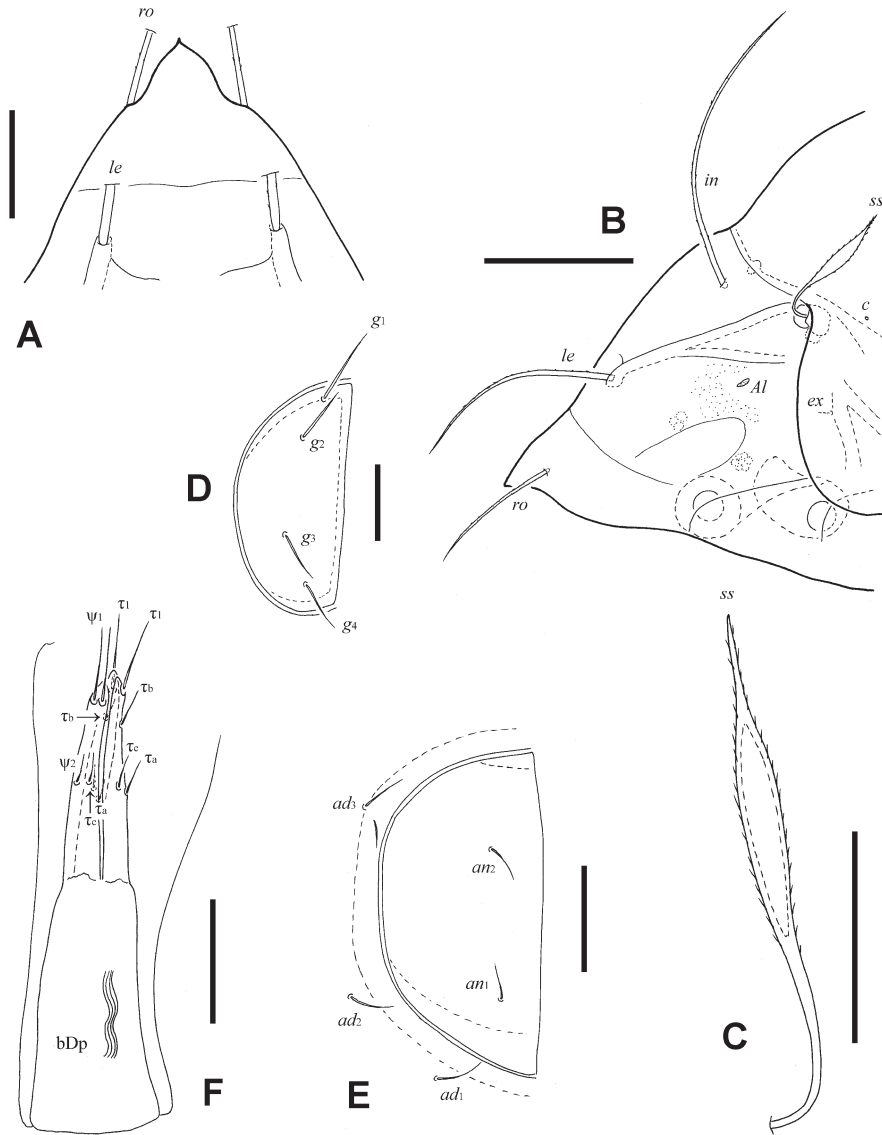 ro
le
A
in
B
ss
c
le
Al
ex
ro
g1
g2
D
g3
g4
ss
ψ1
τ1
τ1
τb
τb
ψ2
τc
τa
τa
τc
bDp
F
ad3
an2
an1
ad2
ad1
E
C